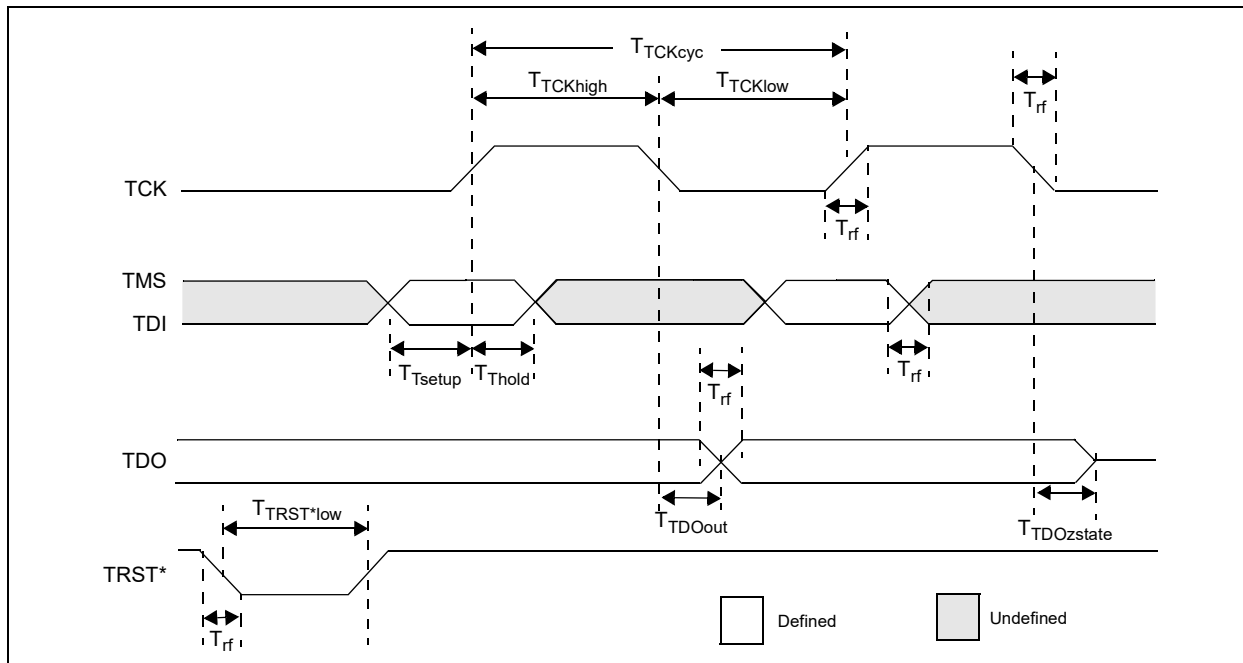 TTCKcyc
TTCKhigh
TTCKlow
Trf
TCK
Trf
TMS
TDI
TTsetup
TThold
Trf
Trf
TDO
TTRST*low
TTDOout
TTDOzstate
TRST*
Trf
Defined
Undefined